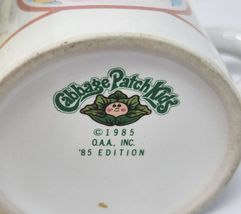 Cabbage Patch Kids
© 1985
O.A.A., INC.
'85 EDITION